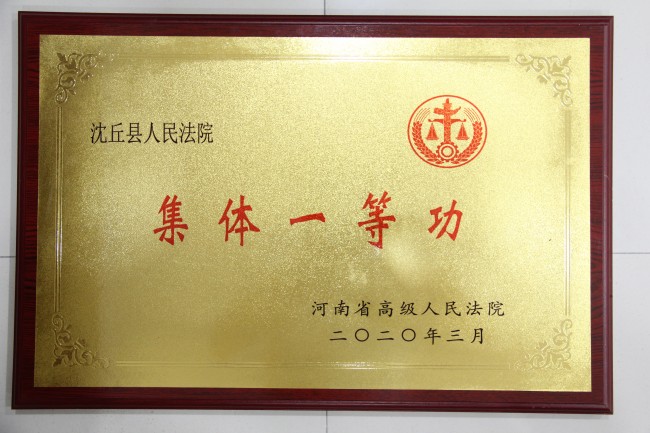 沈丘县人民法院
集体一等功
河南省高级人民法院
二〇二〇年三月